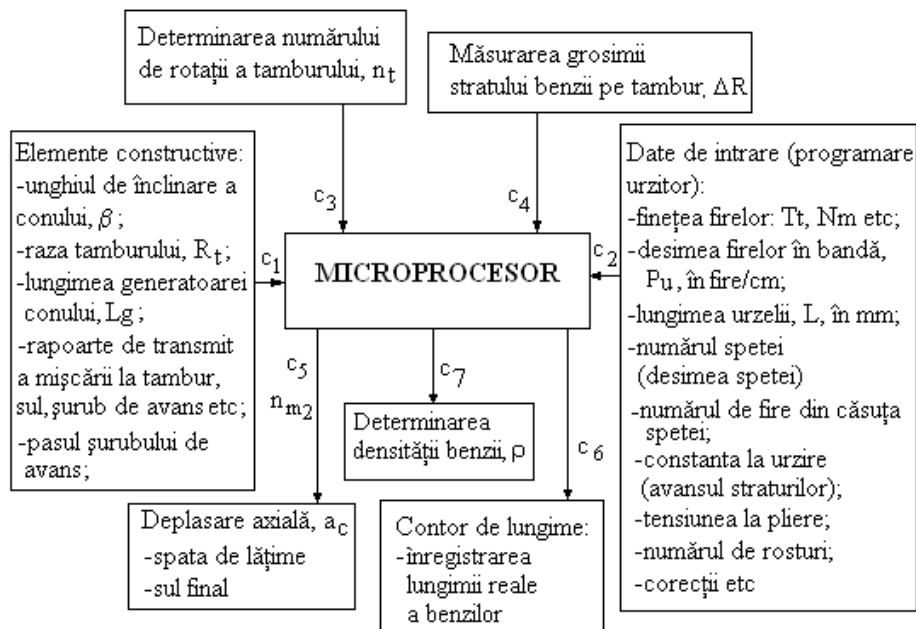 Determinarea numărului
de rotații a tamburului, nt
Măsurarea grosimii
stratului benzii pe tambur, ΔR
Elemente constructive:
-unghiul de înclinare a
conului, β;
-raza tamburului, Rt;
-lungimea generatoarei
conului, Lg;
-rapoarte de transmit
a mișcării la tambur,
sul, șurub de avans etc;
-pasul șurubului de
avans;
c3
c4
c1
MICROPROCESOR
c2
Date de intrare (programare
urzitor):
-finețea firelor: Tt, Nm etc;
-desimea firelor în bandă,
Pu, în fire/cm;
-lungimea urzelii, L, în mm;
-numărul spetei
(desimea spetei)
-numărul de fire din căsuța
spetei;
-constanta la urzire
(avansul straturilor);
-tensiunea la pliere;
-numărul de rosturi;
-corecții etc
c5
nm2
c7
c6
Determinarea
densității benzii, ρ
Deplasare axială, ac
-spata de lățime
-sul final
Contor de lungime:
-înregistrarea
lungimii reale
a benzilor